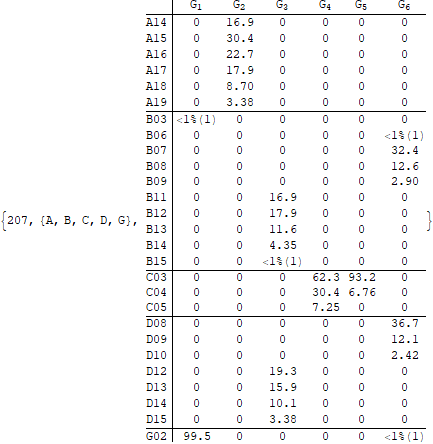 G1 G2 G3 G4 G5 G6
A14 0 16.9 0 0 0 0
A15 0 30.4 0 0 0 0
A16 0 22.7 0 0 0 0
A17 0 17.9 0 0 0 0
A18 0 8.70 0 0 0 0
A19 0 3.38 0 0 0 0
B03 <1%(1) 0 0 0 0 0
B06 0 0 0 0 0 <1%(1)
B07 0 0 0 0 0 32.4
B08 0 0 0 0 0 12.6
B09 0 0 0 0 0 2.90
B11 0 0 16.9 0 0 0
{207, {A, B, C, D, G}, B12 0 0 17.9 0 0 0 }
B13 0 0 11.6 0 0 0
B14 0 0 4.35 0 0 0
B15 0 0 <1%(1) 0 0 0
C03 0 0 0 62.3 93.2 0
C04 0 0 0 30.4 6.76 0
C05 0 0 0 7.25 0 0
D08 0 0 0 0 0 36.7
D09 0 0 0 0 0 12.1
D10 0 0 0 0 0 2.42
D12 0 0 19.3 0 0 0
D13 0 0 15.9 0 0 0
D14 0 0 10.1 0 0 0
D15 0 0 3.38 0 0 0
G02 99.5 0 0 0 0 <1%(1)